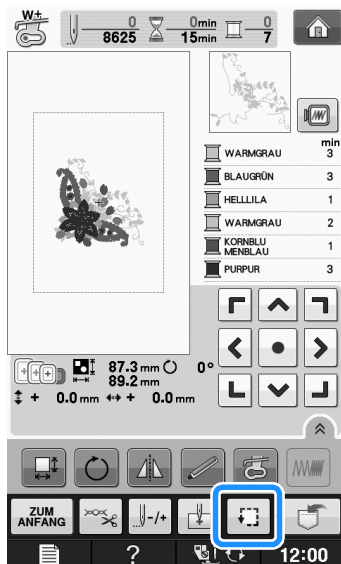 W+
0
8625
0min
15min
0
7
min
WARMGRAU 3
BLAUGRÜN 3
HELLLILA 1
WARMGRAU 2
KORNBLU
MENBLAU 1
PURPUR 3
87.3 mm 0°
89.2 mm
+ 0.0 mm + 0.0 mm
ZUM
ANFANG
-/+
? 12:00